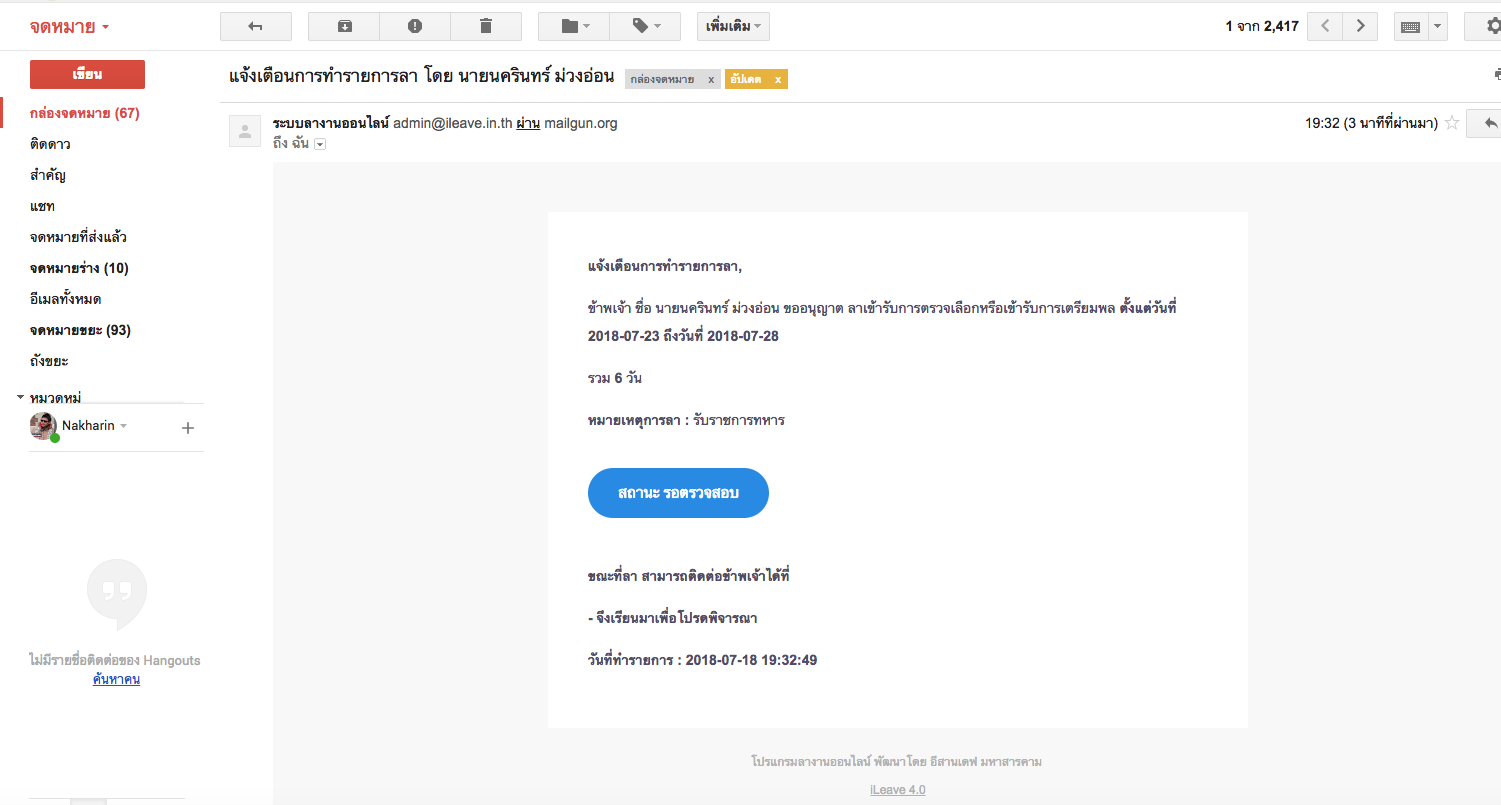 จดหมาย
เพิ่มเติม
1 จาก 2,417
เขียน
แจ้งเตือนการทำรายการลา โดย นายนครินทร์ ม่วงอ่อน กล่องจดหมาย x อัปเดต x
กล่องจดหมาย (67)
ติดดาว
สำคัญ
แชท
จดหมายที่ส่งแล้ว
จดหมายร่าง (10)
อีเมลทั้งหมด
จดหมายขยะ (93)
ถังขยะ
หมวดหมู่
Nakharin
ไม่มีรายชื่อติดต่อของ Hangouts
ค้นหาคน
ระบบลางานออนไลน์ admin@ileave.in.th ผ่าน mailgun.org
19:32 (3 นาทีที่ผ่านมา)
ถึง ฉัน
แจ้งเตือนการทำรายการลา,
ข้าพเจ้า ชื่อ นายนครินทร์ ม่วงอ่อน ขออนุญาต ลาเข้ารับการตรวจเลือกหรือเข้ารับการเตรียมพล ตั้งแต่วันที่
2018-07-23 ถึงวันที่ 2018-07-28
รวม 6 วัน
หมายเหตุการลา : รับราชการทหาร
สถานะ รอตรวจสอบ
ขณะที่ลา สามารถติดต่อข้าพเจ้าได้ที่
- จึงเรียนมาเพื่อโปรดพิจารณา
วันที่ทำรายการ : 2018-07-18 19:32:49
โปรแกรมลางานออนไลน์ พัฒนาโดย อีสานเดฟ มหาสารคาม
iLeave 4.0